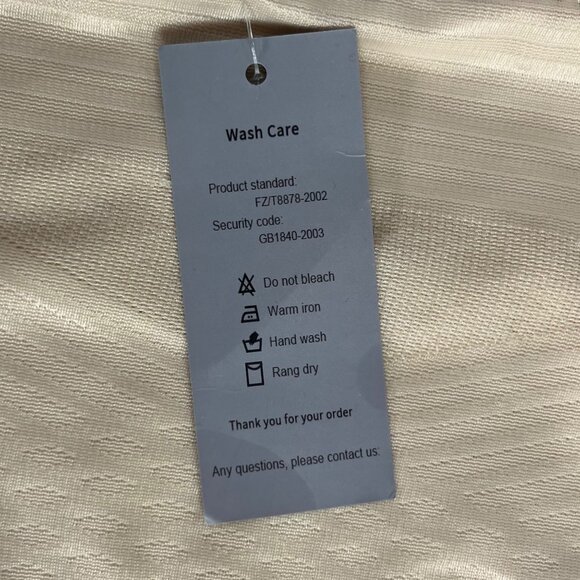 Wash Care
Product standard:
FZ/T8878-2002
Security code:
GB1840-2003
Do not bleach
Warm iron
Hand wash
Rang dry
Thank you for your order
Any questions, please contact us: